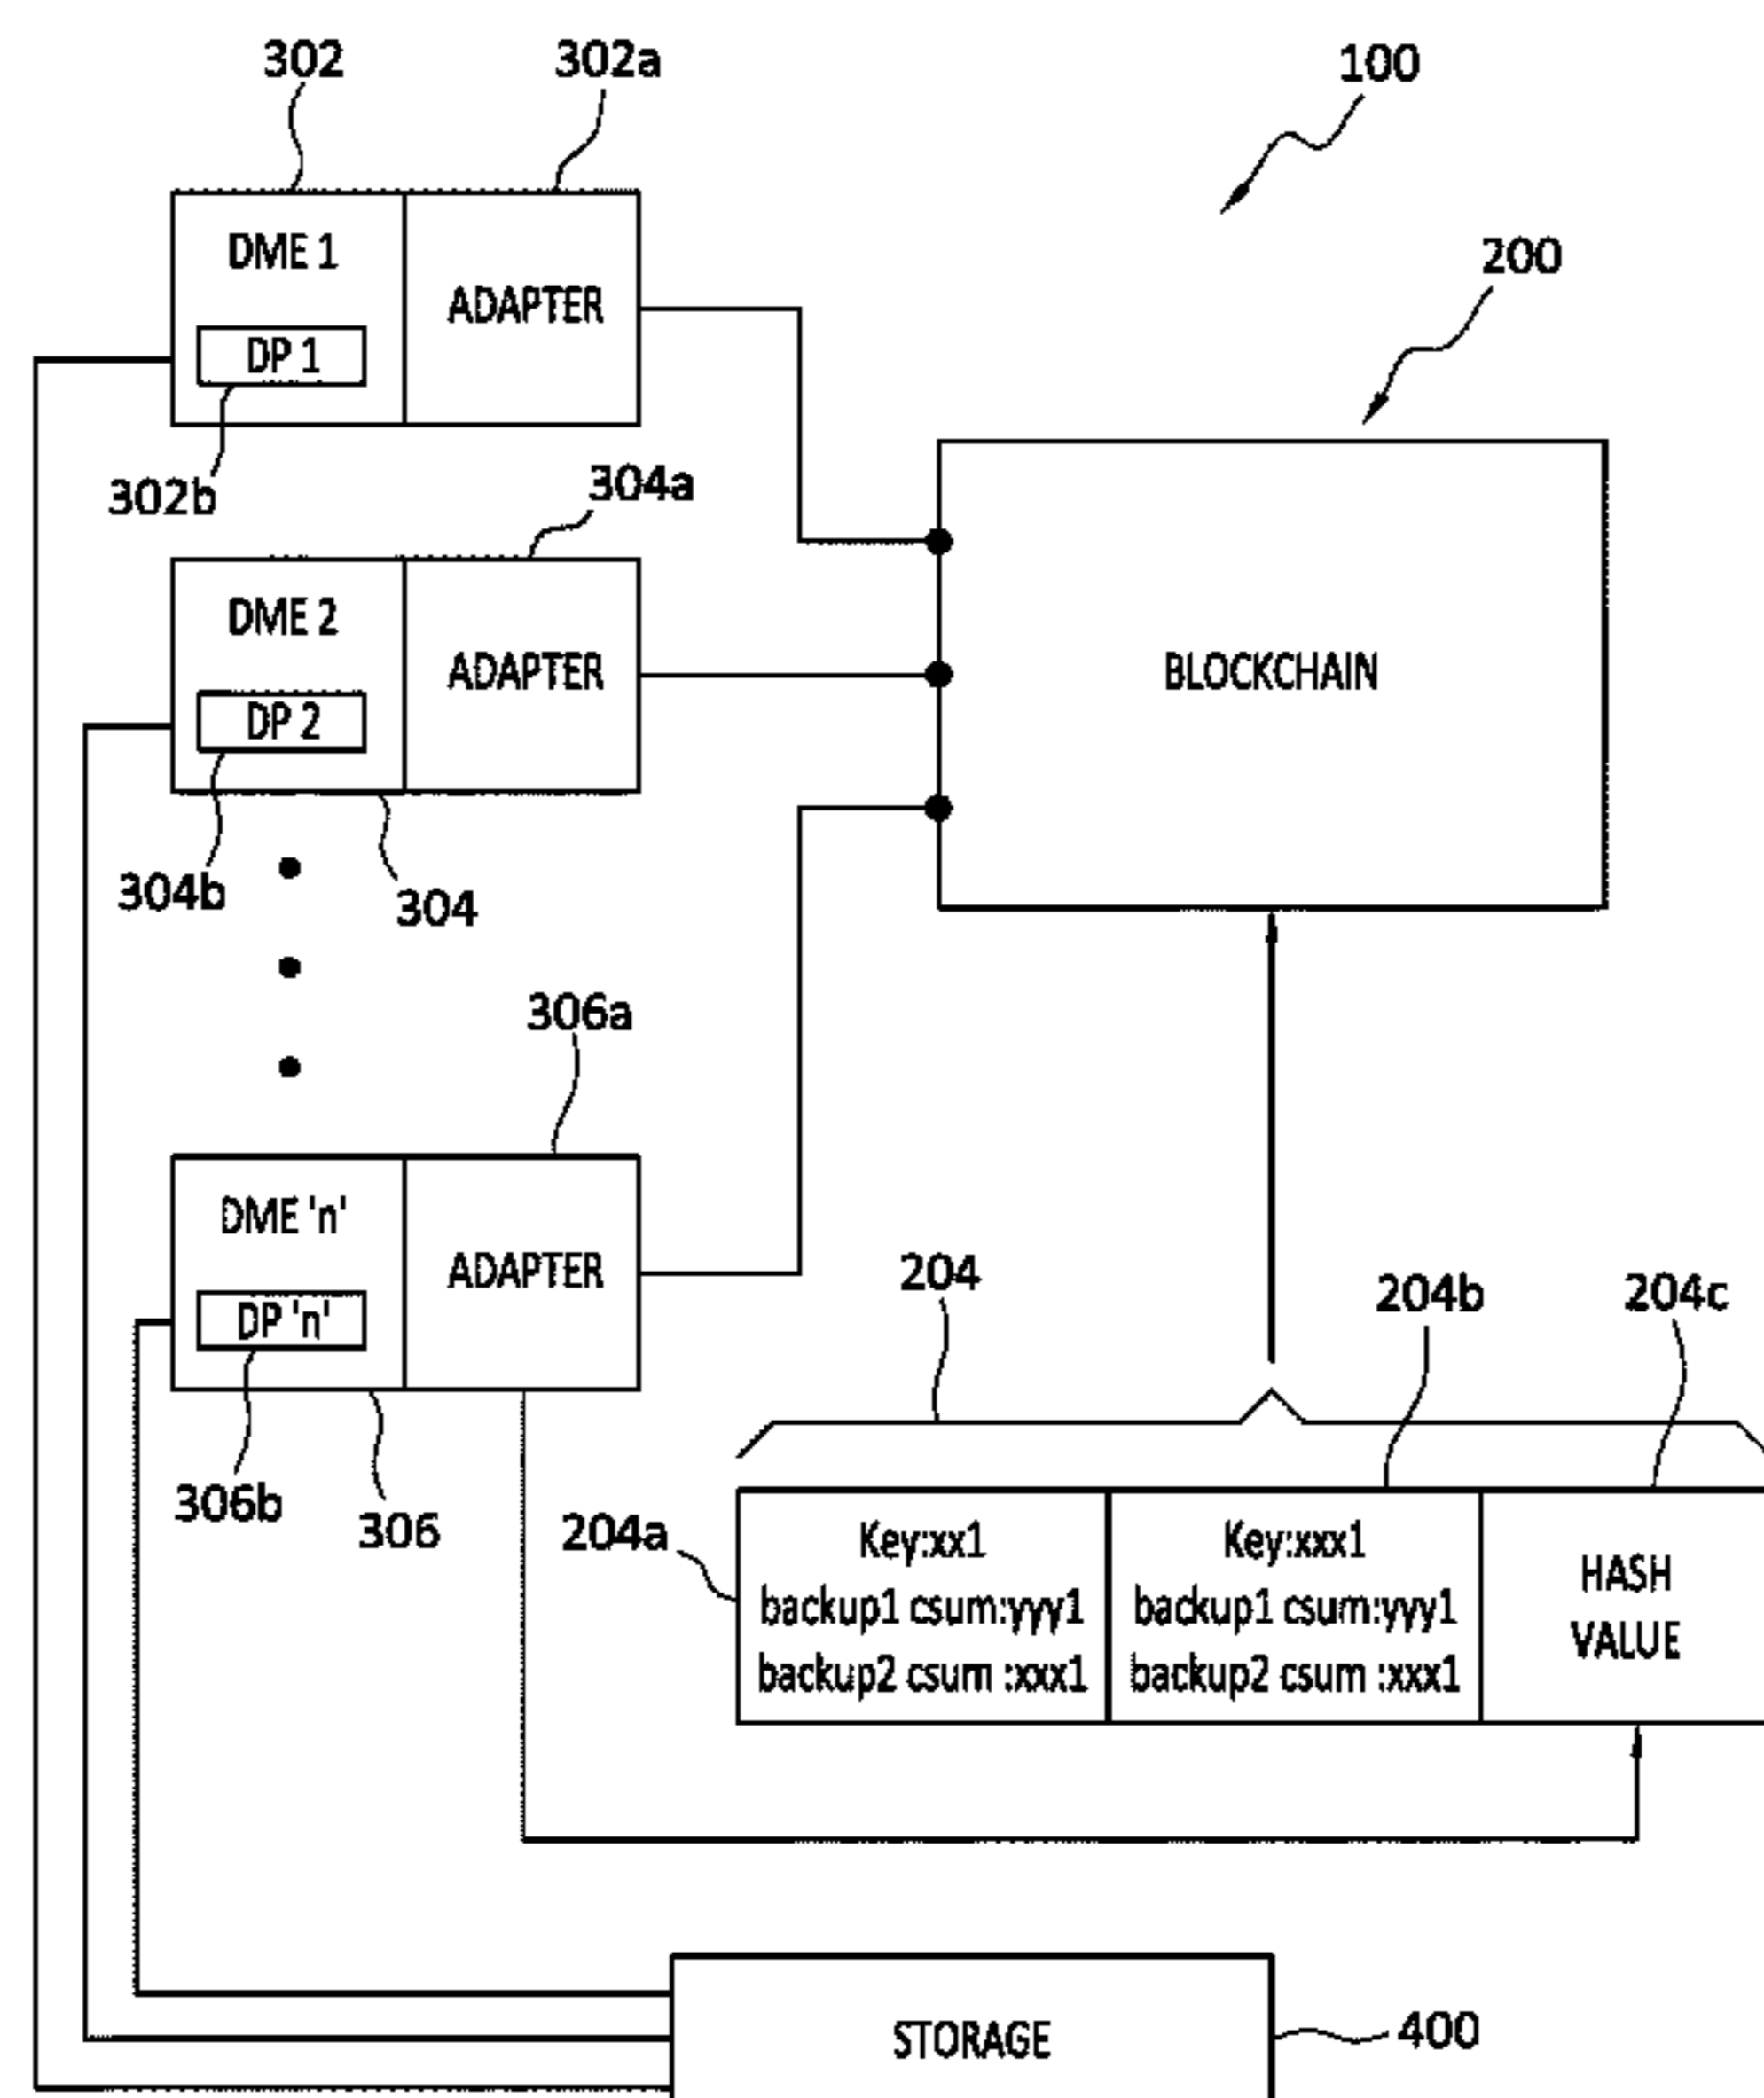 302
302a
100
200
DME 1
ADAPTER
DP 1
302b
304a
DME 2
ADAPTER
DP 2
BLOCKCHAIN
304b
304
306a
DME 'n'
ADAPTER
DP 'n'
306b
306
204
204b
204c
204a
Key:xx1
backup1 csum:yyy1
backup2 csum :xxx1
Key:xxx1
backup1 csum:yyy1
backup2 csum :xxx1
HASH
VALUE
STORAGE
400